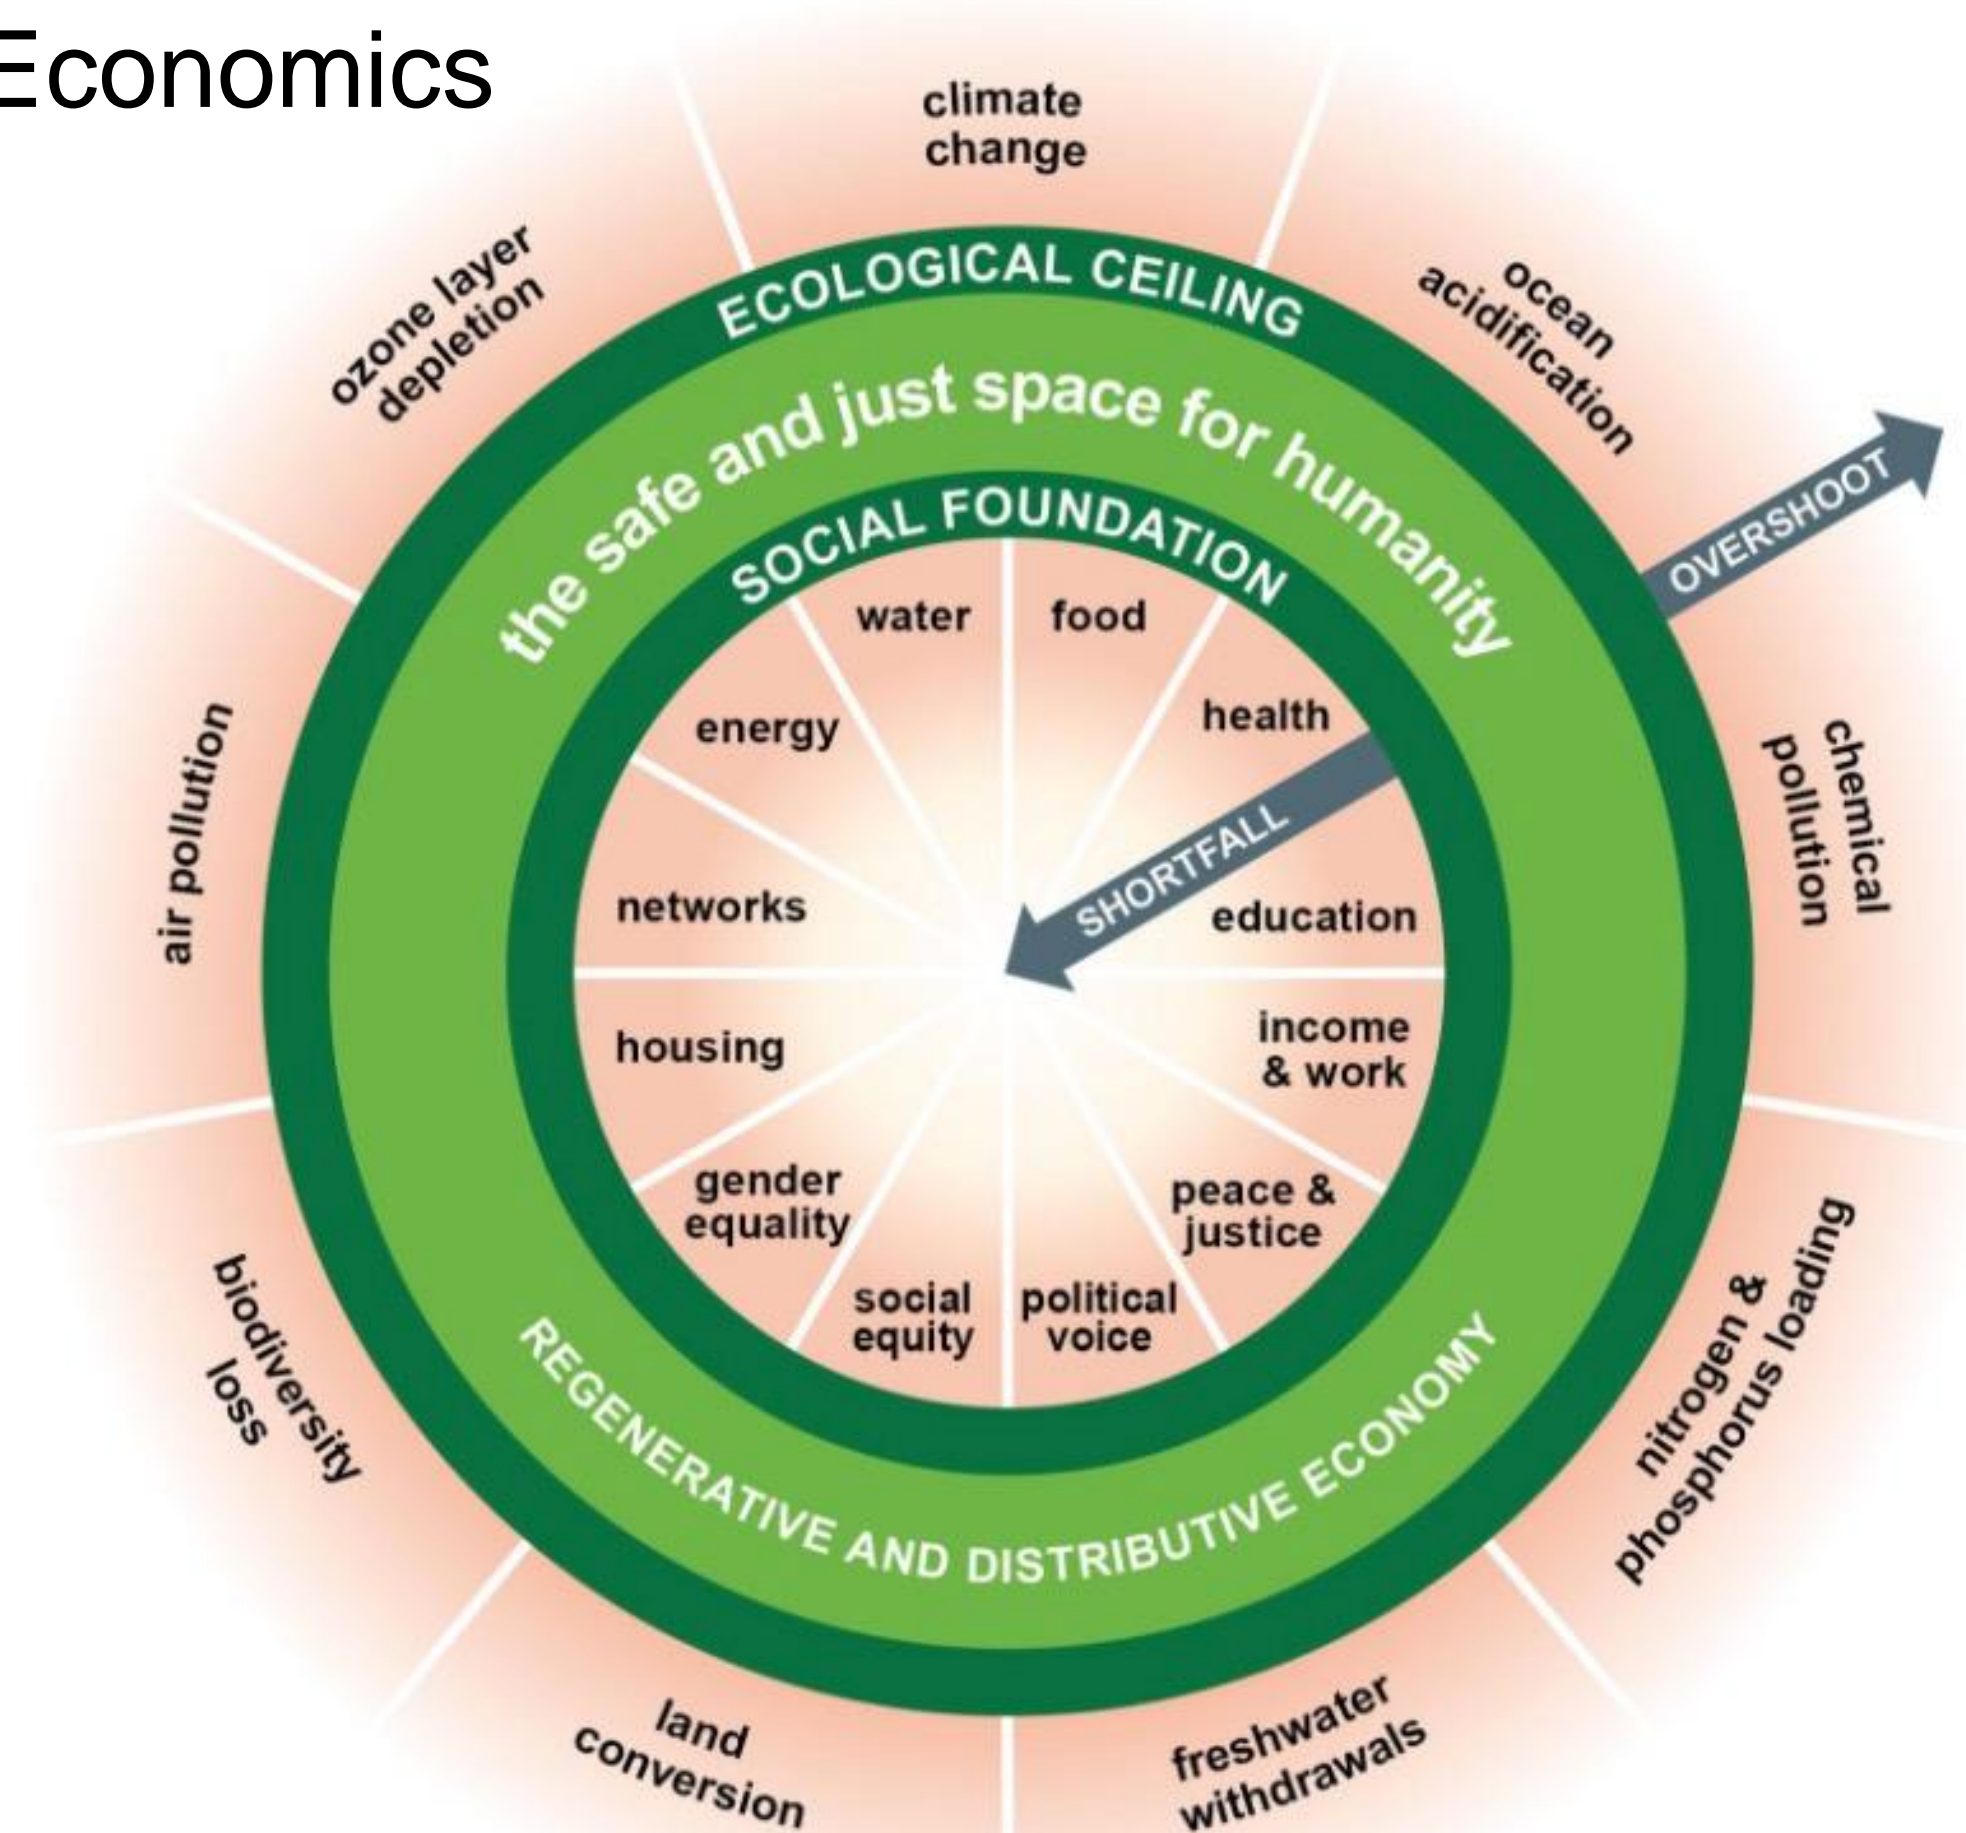 Economics
climate
change
ocean
acidification
OVERSHOOT
chemical
pollution
nitrogen &
phosphorus loading
freshwater
withdrawals
land
conversion
biodiversity
loss
air pollution
ozone layer
depletion
ECOLOGICAL CEILING
the safe and just space for humanity
SOCIAL FOUNDATION
water
food
health
SHORTFALL
education
income
& work
peace &
justice
political
voice
social
equity
gender
equality
housing
networks
energy
REGENERATIVE AND DISTRIBUTIVE ECONOMY